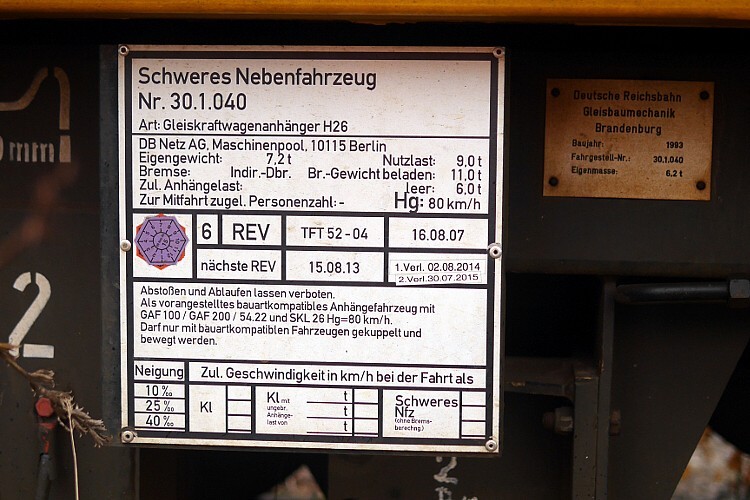 Schweres Nebenfahrzeug
Nr. 30.1.040
Art: Gleiskraftwagenanhänger H26
DB Netz AG, Maschinenpool, 10115 Berlin
Eigengewicht: 7,2 t Nutzlast: 9,0 t
Bremse: Indir.-Dbr. Br.-Gewicht beladen: 11.0 t
Zul. Anhängelast leer: 6.0 t
Zur Mitfahrt zugel. Personenzahl: - Hg: 80 km/h
6 REV TFT 52-04 16.08.07
nächste REV 15.08.13 1.Verl. 02.08.2014
2.Verl. 30.07.2015
Abstoßen und Ablaufen lassen verboten.
Als vorangestelltes bauartkompatibles Anhängefahrzeug mit
GAF 100 / GAF 200 / 54.22 und SKL 26 Hg=80 km/h.
Darf nur mit bauartkompatiblen Fahrzeugen gekuppelt und
bewegt werden.
Neigung Zul. Geschwindigkeit in km/h bei der Fahrt als
10 ‰
25 ‰
40 ‰
Kl
Kl mit
ungebr.
Anhänge-
last von
t
t
t
Schweres
Nfz
(ohne Brems-
berechng.)
Deutsche Reichsbahn
Gleisbaumechanik
Brandenburg
Baujahr: 1993
Fahrgestell-Nr.: 30.1.040
Eigenmasse: 6,2 t
mm
2
2